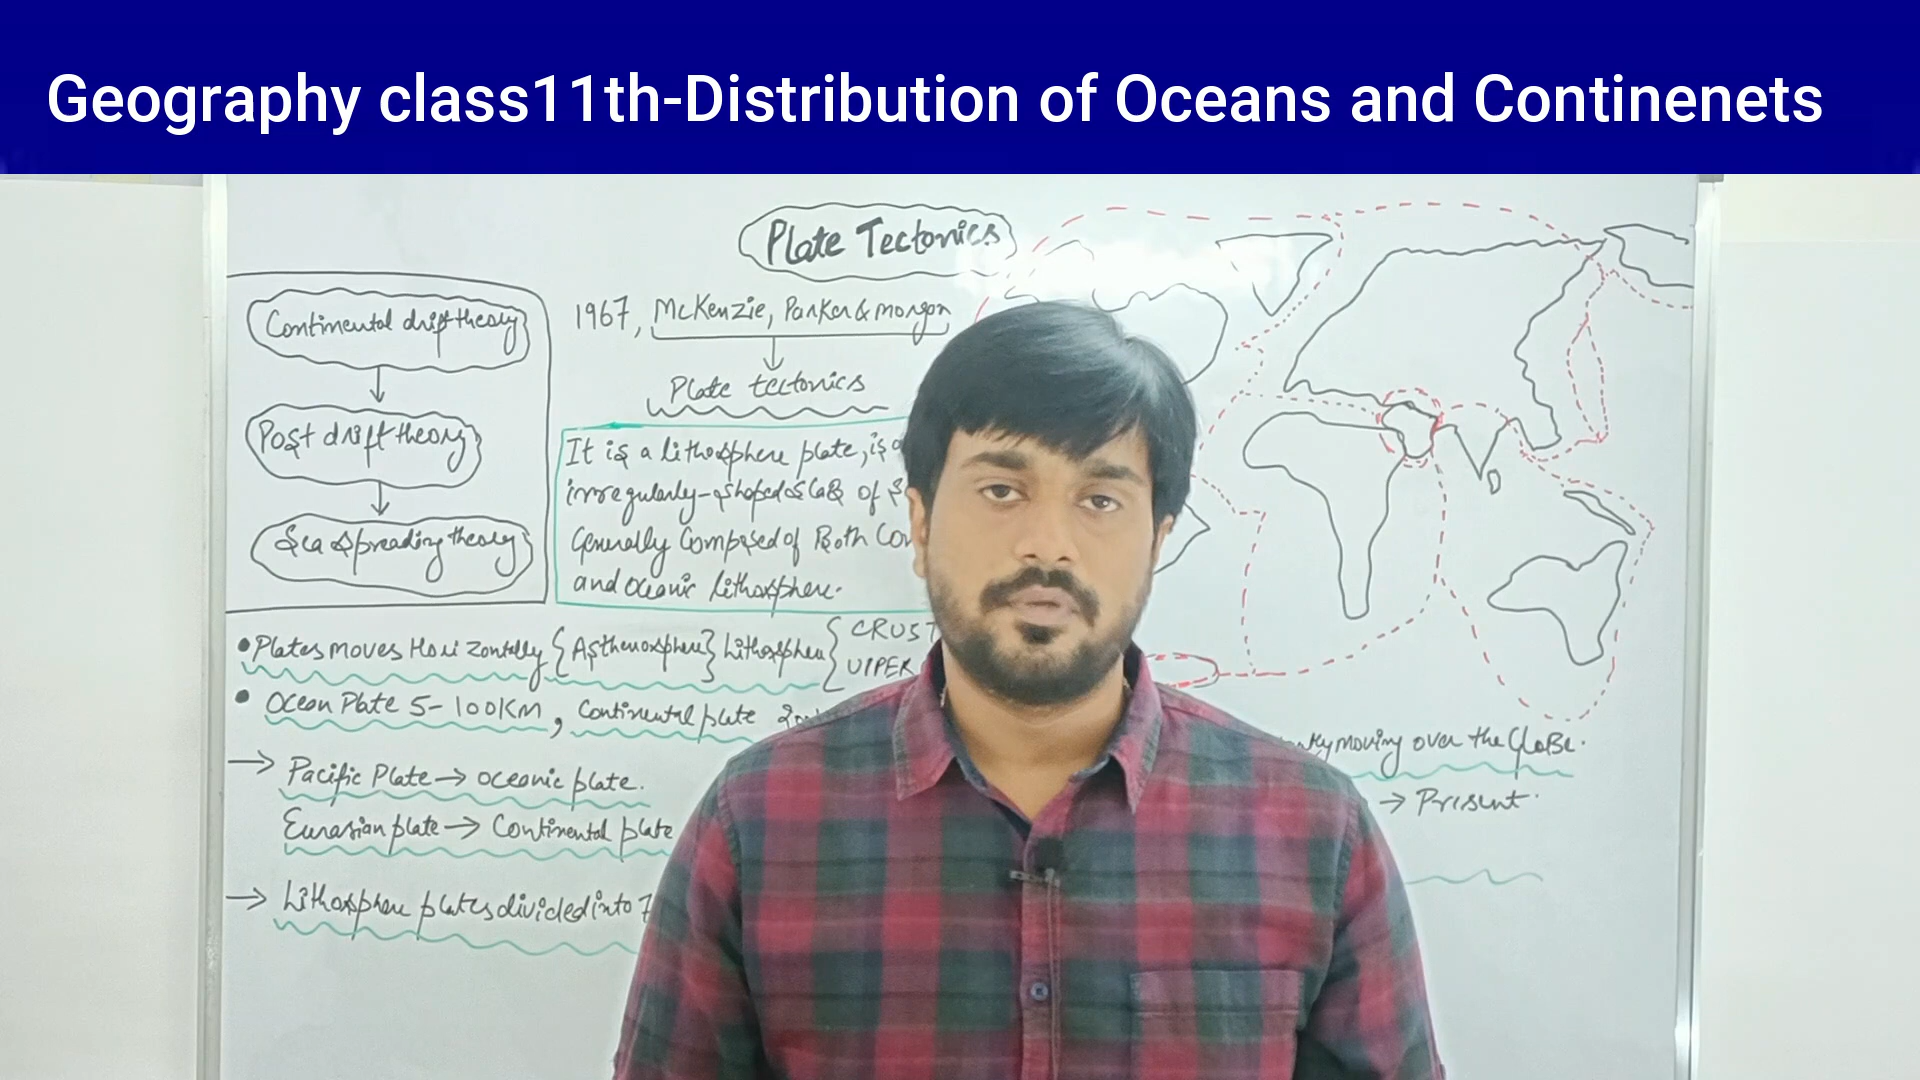 Geography class11th-Distribution of Oceans and Continenets
Plate Tectonics
Continental drift theory
Post drift theory
Sea spreading theory
1967, McKenzie, Parker & morgan
Plate tectonics
It is a lithosphere plate, is
irregularly-shaped slab of
Generally Composed of Both
and oceanic lithosphere.
• Plates moves Horizontally { Asthenosphere } Lithosphere { CRUST
UPPER
• Ocean Plate 5-100KM, Continental plate
→ Pacific Plate → oceanic plate.
Eurasian plate → Continental plate
→ Lithosphere plates divided into 7
moving over the GloBe.
→ Present.